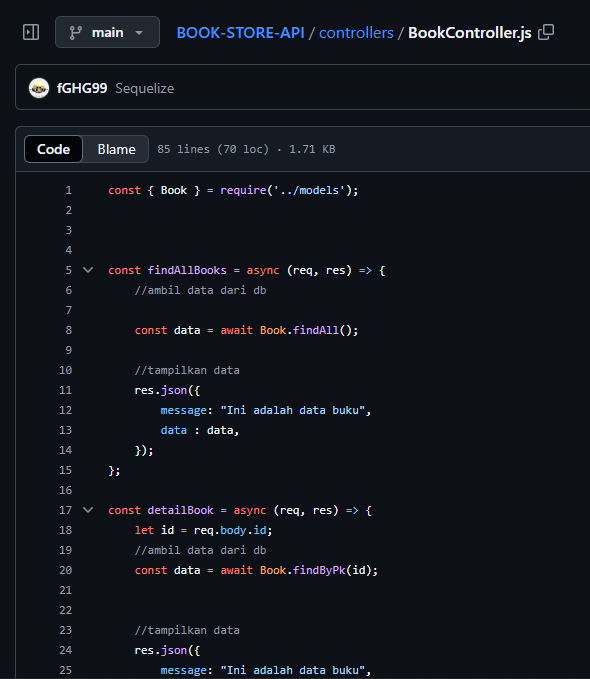 main
BOOK-STORE-API / controllers / BookController.js
fGHG99 Sequelize
Code Blame 85 lines (70 loc) · 1.71 KB
1 const { Book } = require('../models');
2
3
4
5 const findAllBooks = async (req, res) => {
6 //ambil data dari db
7
8 const data = await Book.findAll();
9
10 //tampilkan data
11 res.json({
12 message: "Ini adalah data buku",
13 data : data,
14 });
15 };
16
17 const detailBook = async (req, res) => {
18 let id = req.body.id;
19 //ambil data dari db
20 const data = await Book.findByPk(id);
21
22
23 //tampilkan data
24 res.json({
25 message: "Ini adalah data buku",